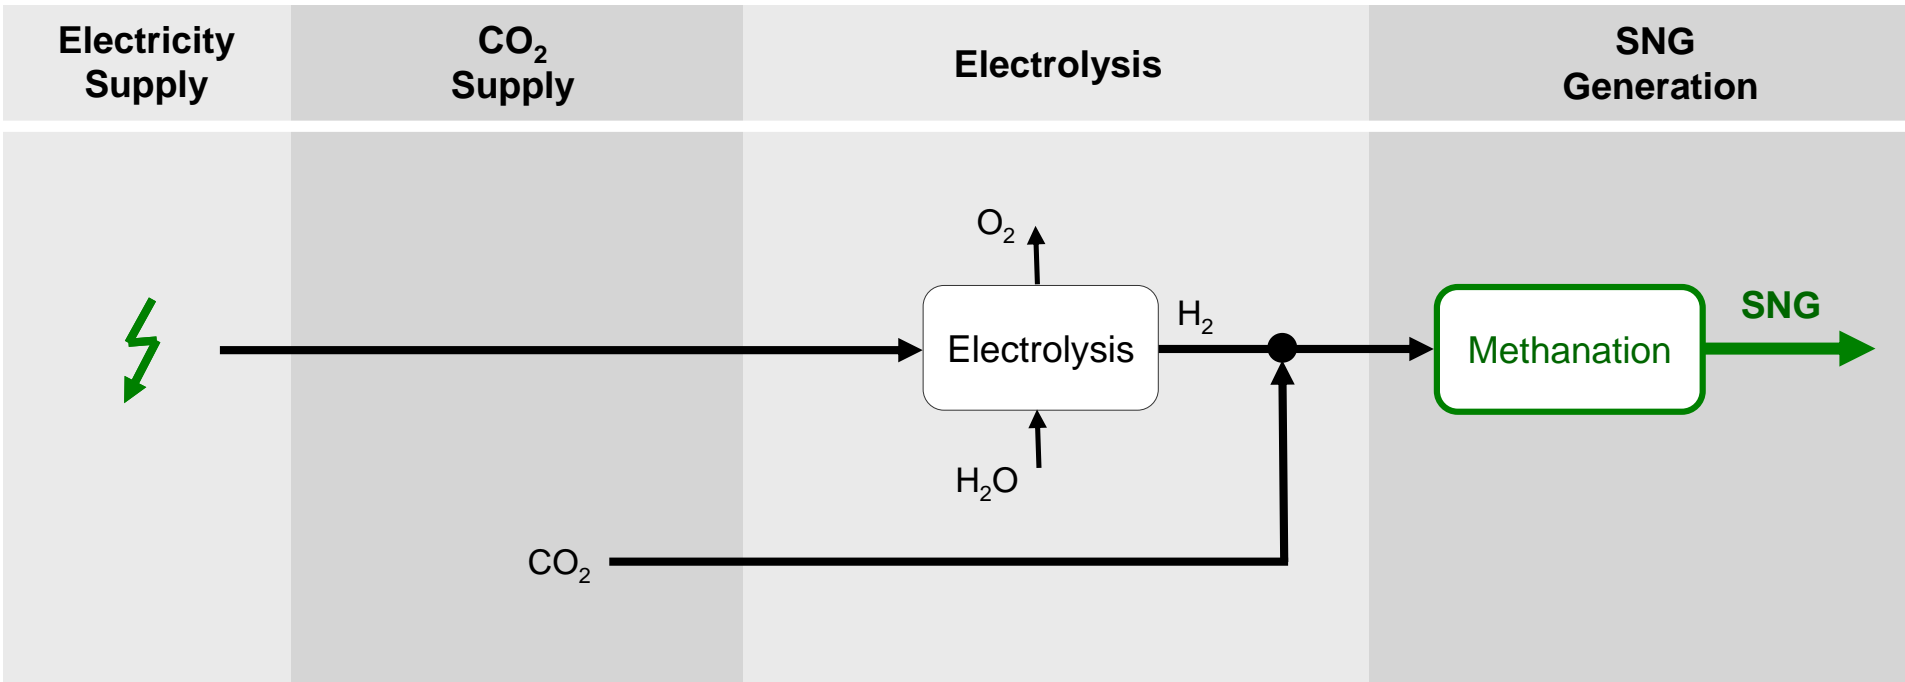 Electricity
Supply
CO₂
Supply
Electrolysis
SNG
Generation
O₂
H₂
SNG
Electrolysis
Methanation
H₂O
CO₂